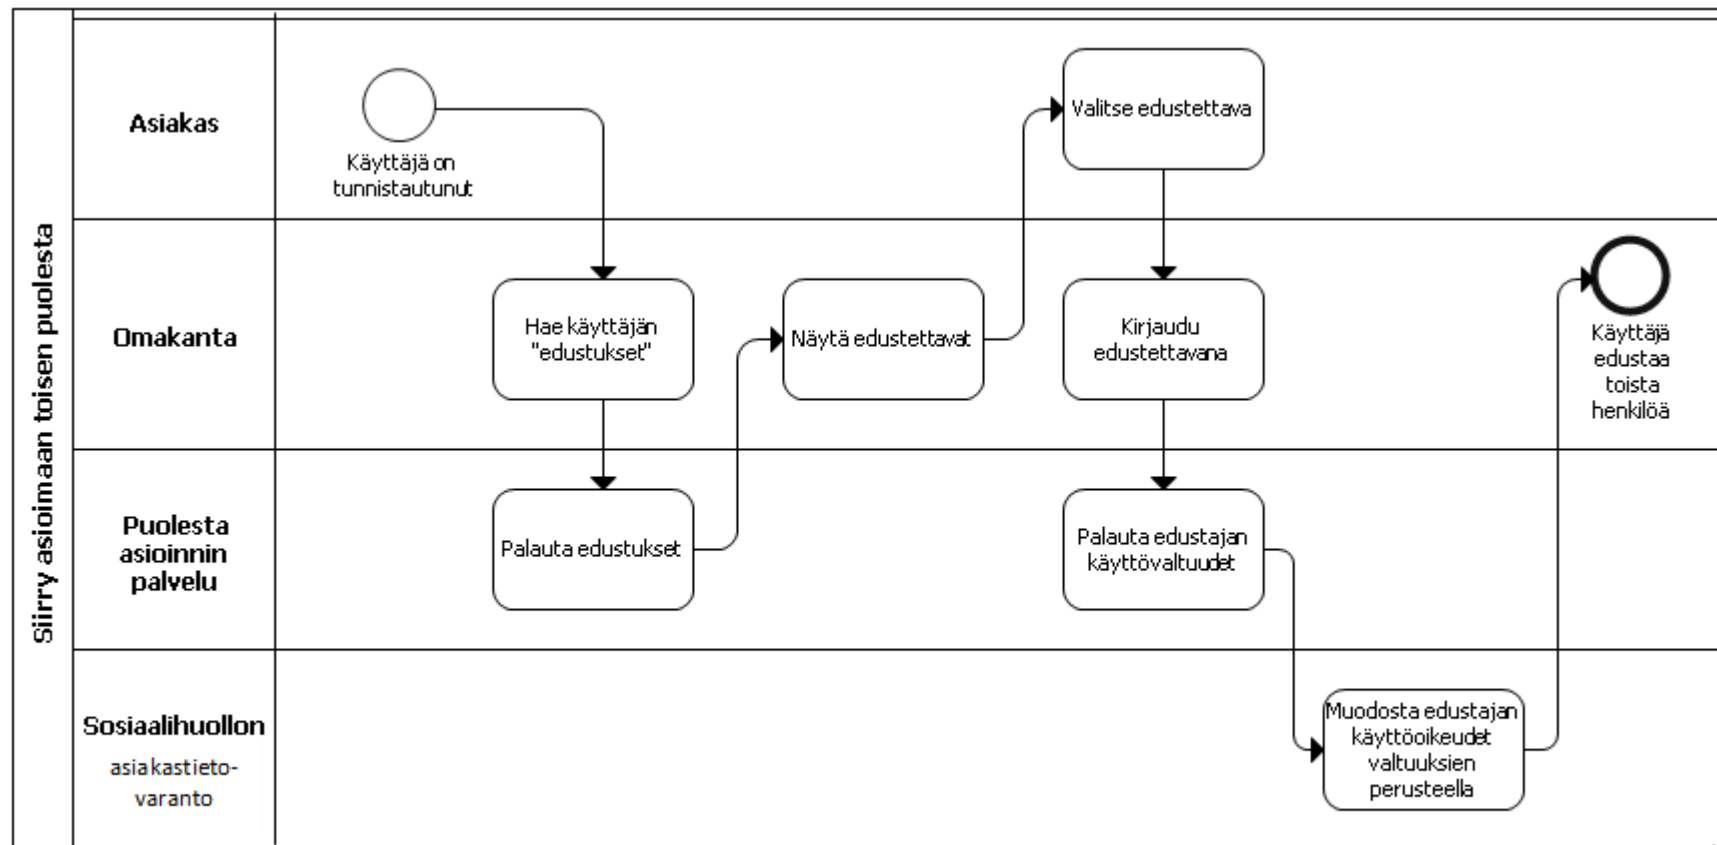 Siirry asioimaan toisen puolesta
Asiakas
Käyttäjä on
tunnistautunut
Valitse edustettava
Omakanta
Hae käyttäjän
"edustukset"
Näytä edustettavat
Kirjaudu
edustettavana
Käyttäjä
edustaa
toista
henkilöä
Puolesta
asioinnin
palvelu
Palauta edustukset
Palauta edustajan
käyttövaltuudet
Sosiaalihuollon
asiakastieto-
varanto
Muodosta edustajan
käyttöoikeudet
valtuuksien
perusteella